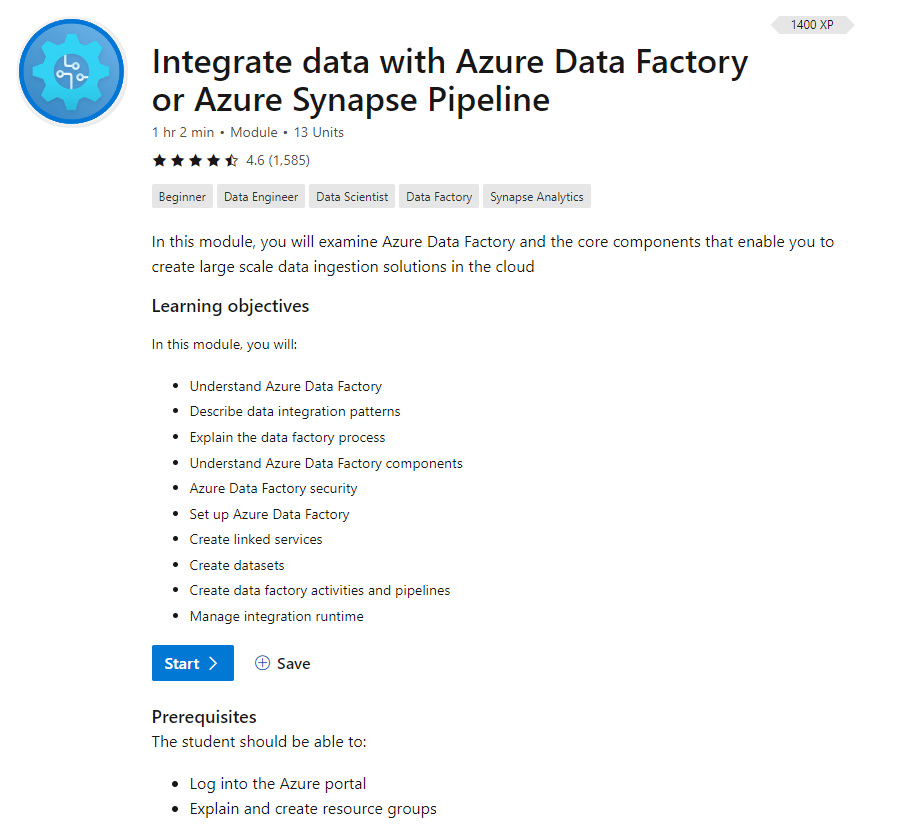 1400 XP
Integrate data with Azure Data Factory
or Azure Synapse Pipeline
1 hr 2 min • Module • 13 Units
4.6 (1,585)
Beginner Data Engineer Data Scientist Data Factory Synapse Analytics
In this module, you will examine Azure Data Factory and the core components that enable you to
create large scale data ingestion solutions in the cloud
Learning objectives
In this module, you will:
• Understand Azure Data Factory
• Describe data integration patterns
• Explain the data factory process
• Understand Azure Data Factory components
• Azure Data Factory security
• Set up Azure Data Factory
• Create linked services
• Create datasets
• Create data factory activities and pipelines
• Manage integration runtime
Start > Save
Prerequisites
The student should be able to:
• Log into the Azure portal
• Explain and create resource groups